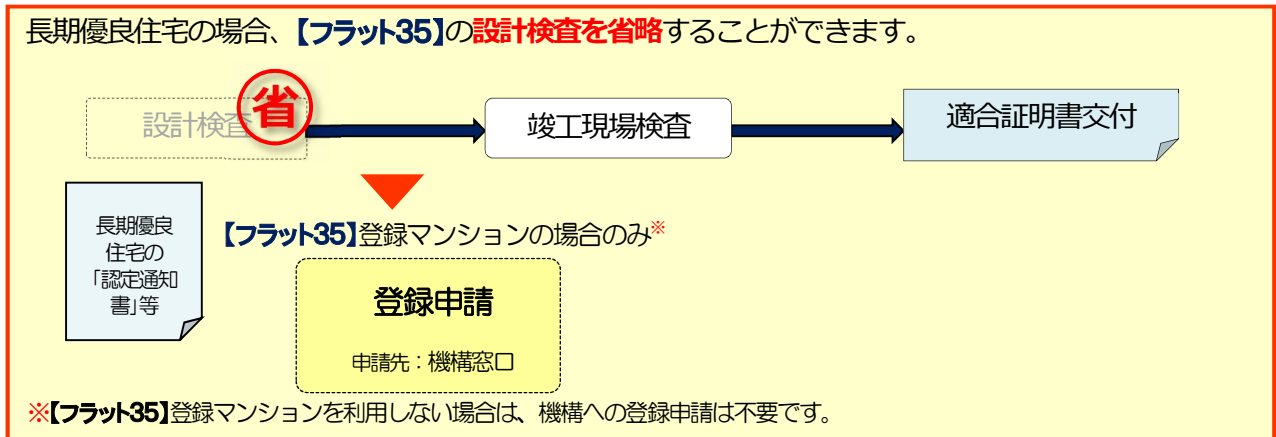 長期優良住宅の場合、【フラット35】の設計検査を省略することができます。
設計検査
省
竣工現場検査
適合証明書交付
長期優良
住宅の
「認定通知
書」等
【フラット35】登録マンションの場合のみ※
登録申請
申請先：機構窓口
※【フラット35】登録マンションを利用しない場合は、機構への登録申請は不要です。